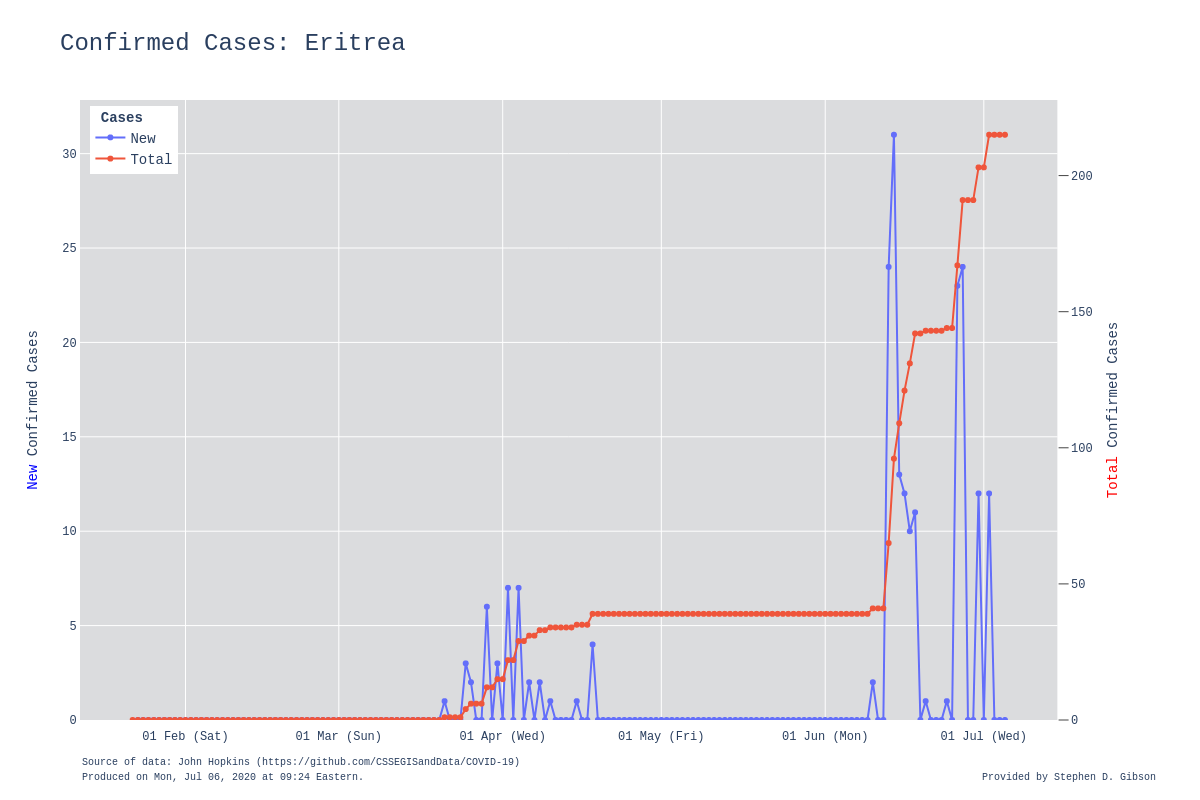 Confirmed Cases: Eritrea
Cases
New
Total
30
25
20
15
10
5
0
200
150
100
50
0
New Confirmed Cases
Total Confirmed Cases
01 Feb (Sat) 01 Mar (Sun) 01 Apr (Wed) 01 May (Fri) 01 Jun (Mon) 01 Jul (Wed)
Source of data: John Hopkins (https://github.com/CSSEGISandData/COVID-19)
Produced on Mon, Jul 06, 2020 at 09:24 Eastern.
Provided by Stephen D. Gibson